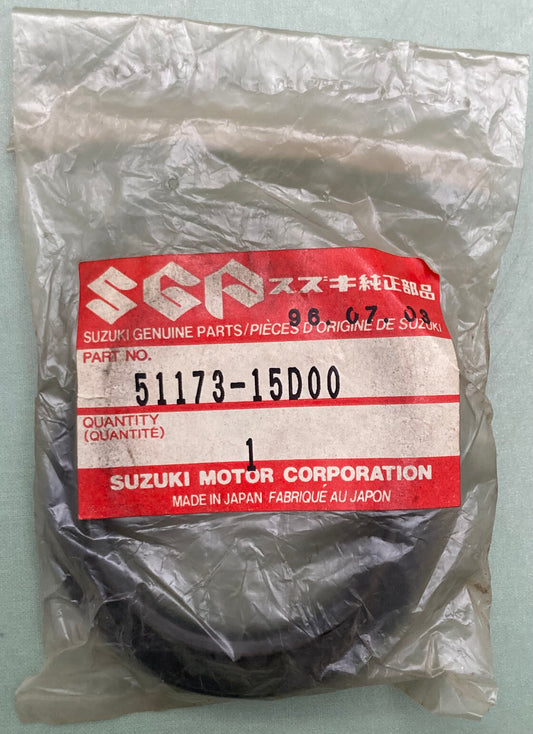 SGP スズキ純正部品
96.07.03
SUZUKI GENUINE PARTS/PIÈCES D'ORIGINE DE SUZUKI
PART NO.
51173-15D00
QUANTITY
(QUANTITÉ)
1
SUZUKI MOTOR CORPORATION
MADE IN JAPAN FABRIQUÉ AU JAPON